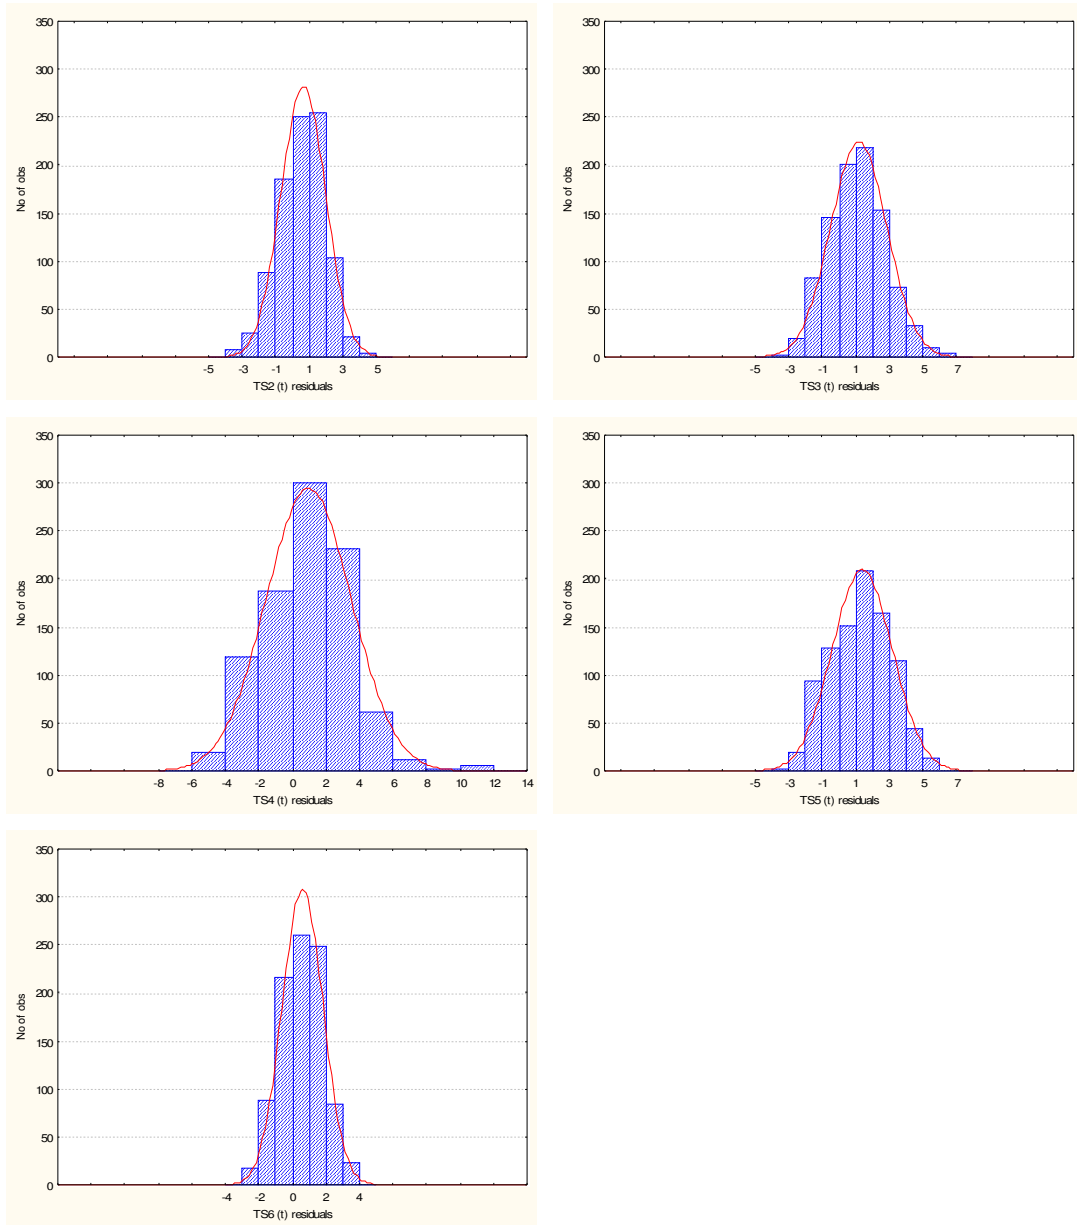 350
300
250
200
150
100
50
0
No of obs
-5 -3 -1 1 3 5
TS2 (t) residuals
350
300
250
200
150
100
50
0
No of obs
-5 -3 -1 1 3 5 7
TS3 (t) residuals
350
300
250
200
150
100
50
0
No of obs
-8 -6 -4 -2 0 2 4 6 8 10 12 14
TS4 (t) residuals
350
300
250
200
150
100
50
0
No of obs
-5 -3 -1 1 3 5 7
TS5 (t) residuals
350
300
250
200
150
100
50
0
No of obs
-4 -2 0 2 4
TS6 (t) residuals